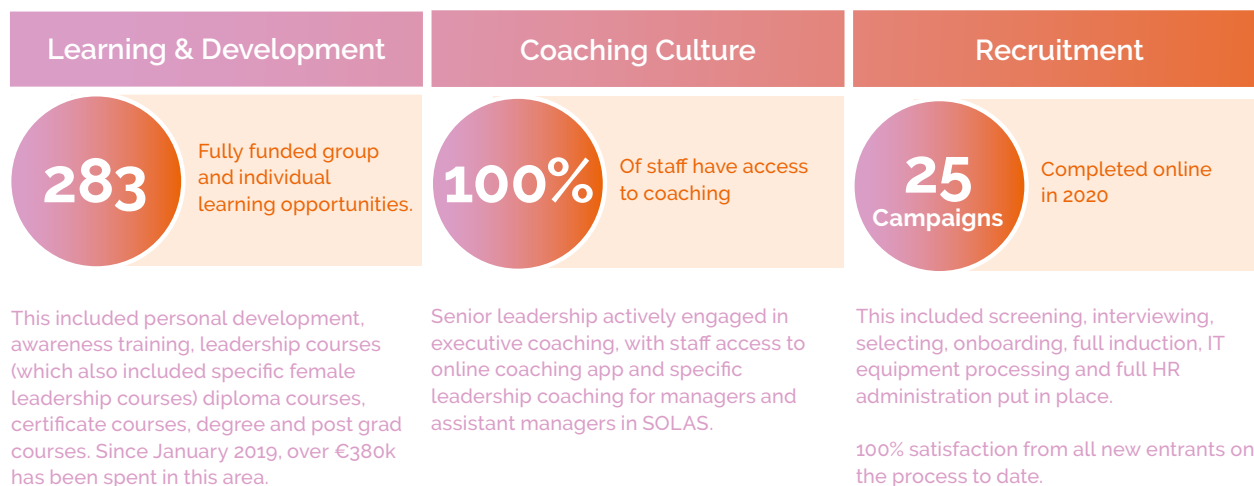 Learning & Development
283
Fully funded group
and individual
learning opportunities.
This included personal development,
awareness training, leadership courses
(which also included specific female
leadership courses) diploma courses,
certificate courses, degree and post grad
courses. Since January 2019, over €380k
has been spent in this area.
Coaching Culture
100%
Of staff have access
to coaching
Senior leadership actively engaged in
executive coaching, with staff access to
online coaching app and specific
leadership coaching for managers and
assistant managers in SOLAS.
Recruitment
25
Campaigns
Completed online
in 2020
This included screening, interviewing,
selecting, onboarding, full induction, IT
equipment processing and full HR
administration put in place.
100% satisfaction from all new entrants on
the process to date.